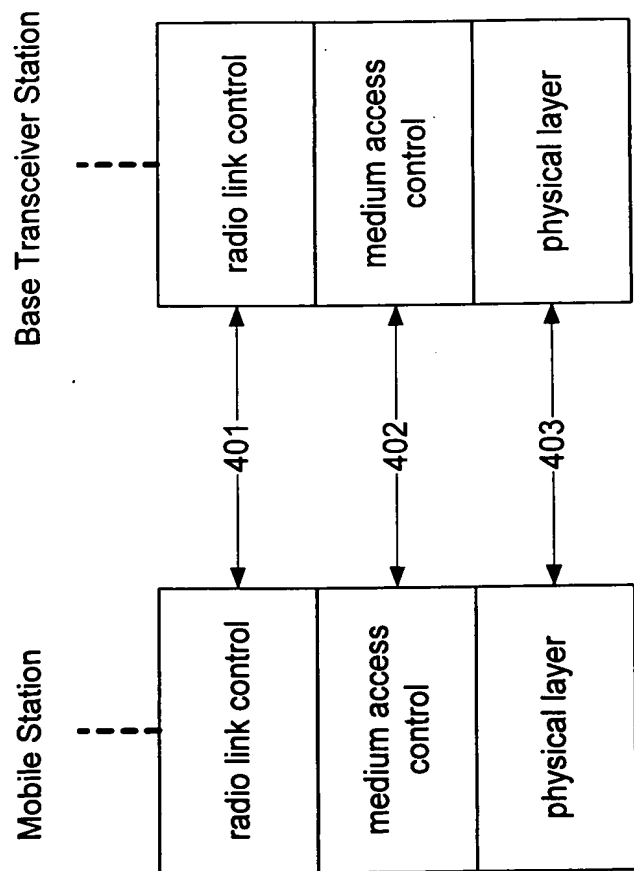 Mobile Station
Base Transceiver Station
radio link control
401
radio link control
medium access
control
402
medium access
control
physical layer
403
physical layer